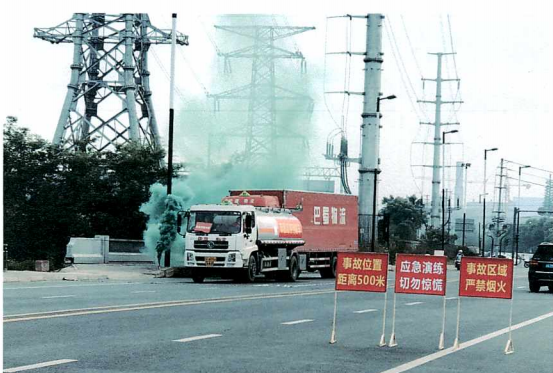 巴蜀物流
事故位置
距离500米
应急演练
切勿惊慌
事故区域
严禁烟火